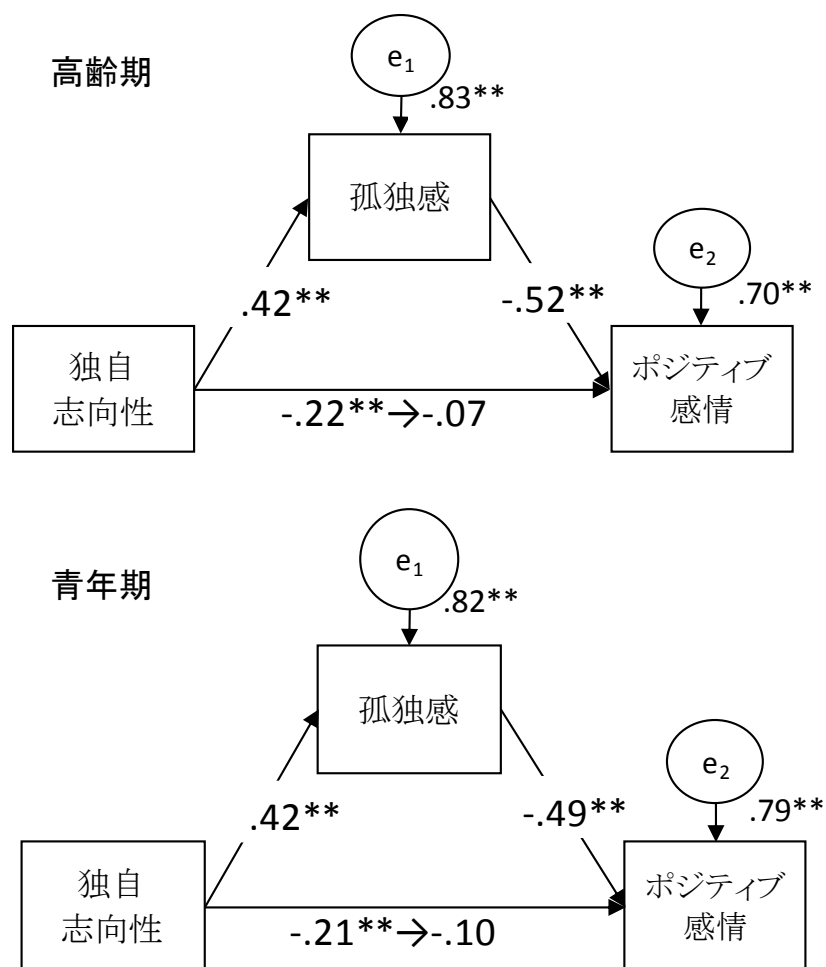 高齢期
e₁
.83**
孤独感
e₂
.70**
.42**
-.52**
独自
志向性
ポジティブ
感情
-.22**→-.07
青年期
e₁
.82**
孤独感
e₂
.79**
.42**
-.49**
独自
志向性
ポジティブ
感情
-.21**→-.10